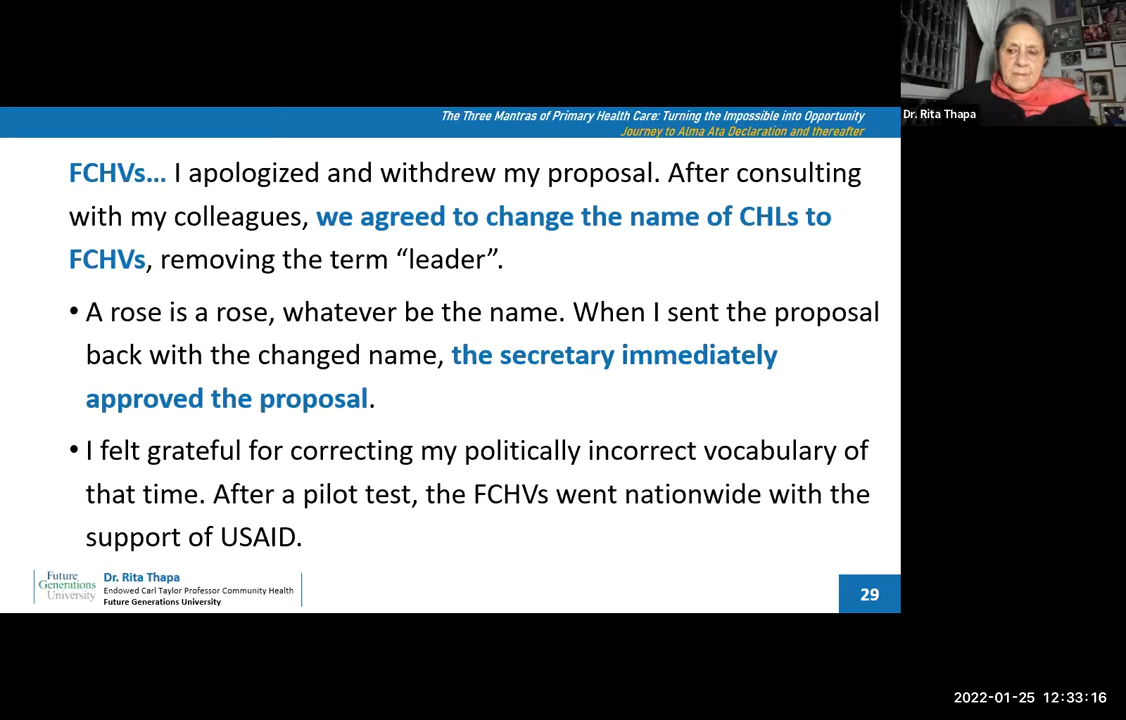 The Three Mantras of Primary Health Care: Turning the Impossible into Opportunity
Journey to Alma Ata Declaration and thereafter
Dr. Rita Thapa
FCHVs... I apologized and withdrew my proposal. After consulting
with my colleagues, we agreed to change the name of CHLs to
FCHVs, removing the term “leader”.
• A rose is a rose, whatever be the name. When I sent the proposal
back with the changed name, the secretary immediately
approved the proposal.
• I felt grateful for correcting my politically incorrect vocabulary of
that time. After a pilot test, the FCHVs went nationwide with the
support of USAID.
Future
Generations
University
Dr. Rita Thapa
Endowed Carl Taylor Professor Community Health
Future Generations University
29
2022-01-25 12:33:16